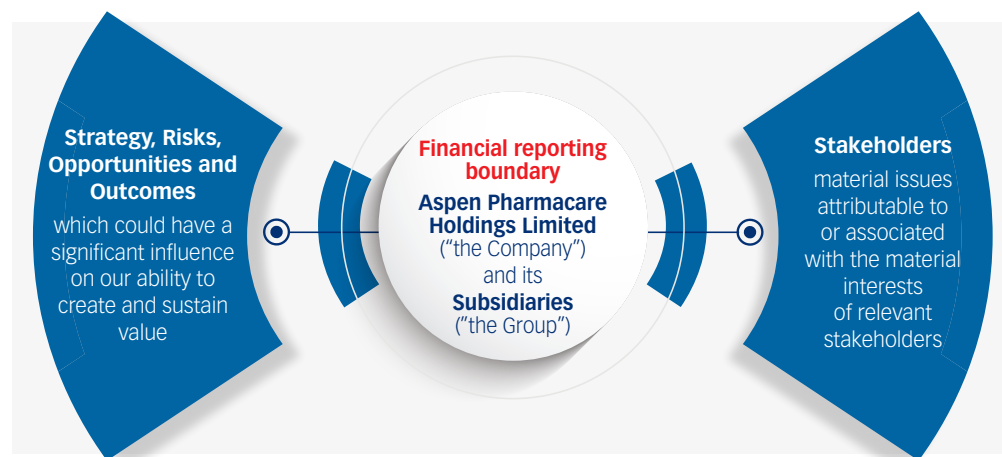 Strategy, Risks,
Opportunities and
Outcomes
which could have a
significant influence
on our ability to
create and sustain
value
Financial reporting
boundary
Aspen Pharmacare
Holdings Limited
("the Company")
and its
Subsidiaries
("the Group")
Stakeholders
material issues
attributable to
or associated
with the material
interests
of relevant
stakeholders